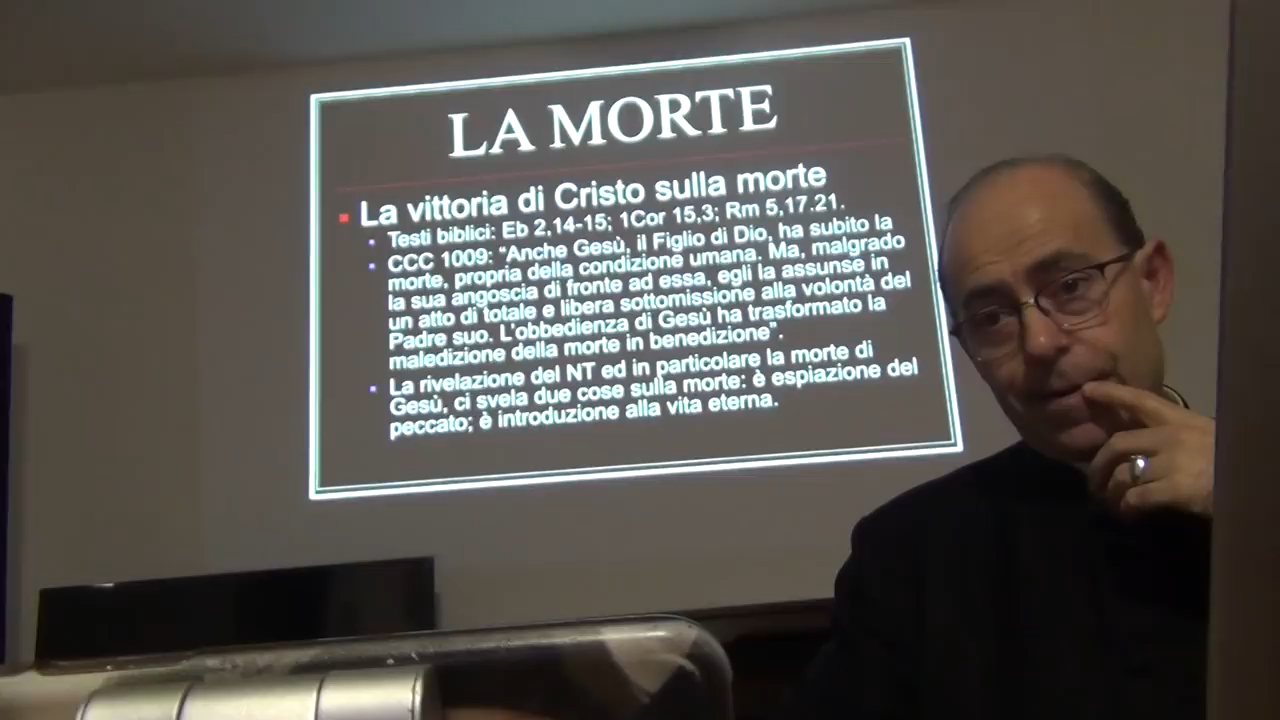 LA MORTE
La vittoria di Cristo sulla morte
Testi biblici: Eb 2,14-15; 1Cor 15,3; Rm 5,17.21.
CCC 1009: “Anche Gesù, il Figlio di Dio, ha subito la
morte, propria della condizione umana. Ma, malgrado
la sua angoscia di fronte ad essa, egli la assunse in
un atto di totale e libera sottomissione alla volontà del
Padre suo. L’obbedienza di Gesù ha trasformato la
maledizione della morte in benedizione”.
La rivelazione del NT ed in particolare la morte di
Gesù, ci svela due cose sulla morte: è espiazione del
peccato; è introduzione alla vita eterna.